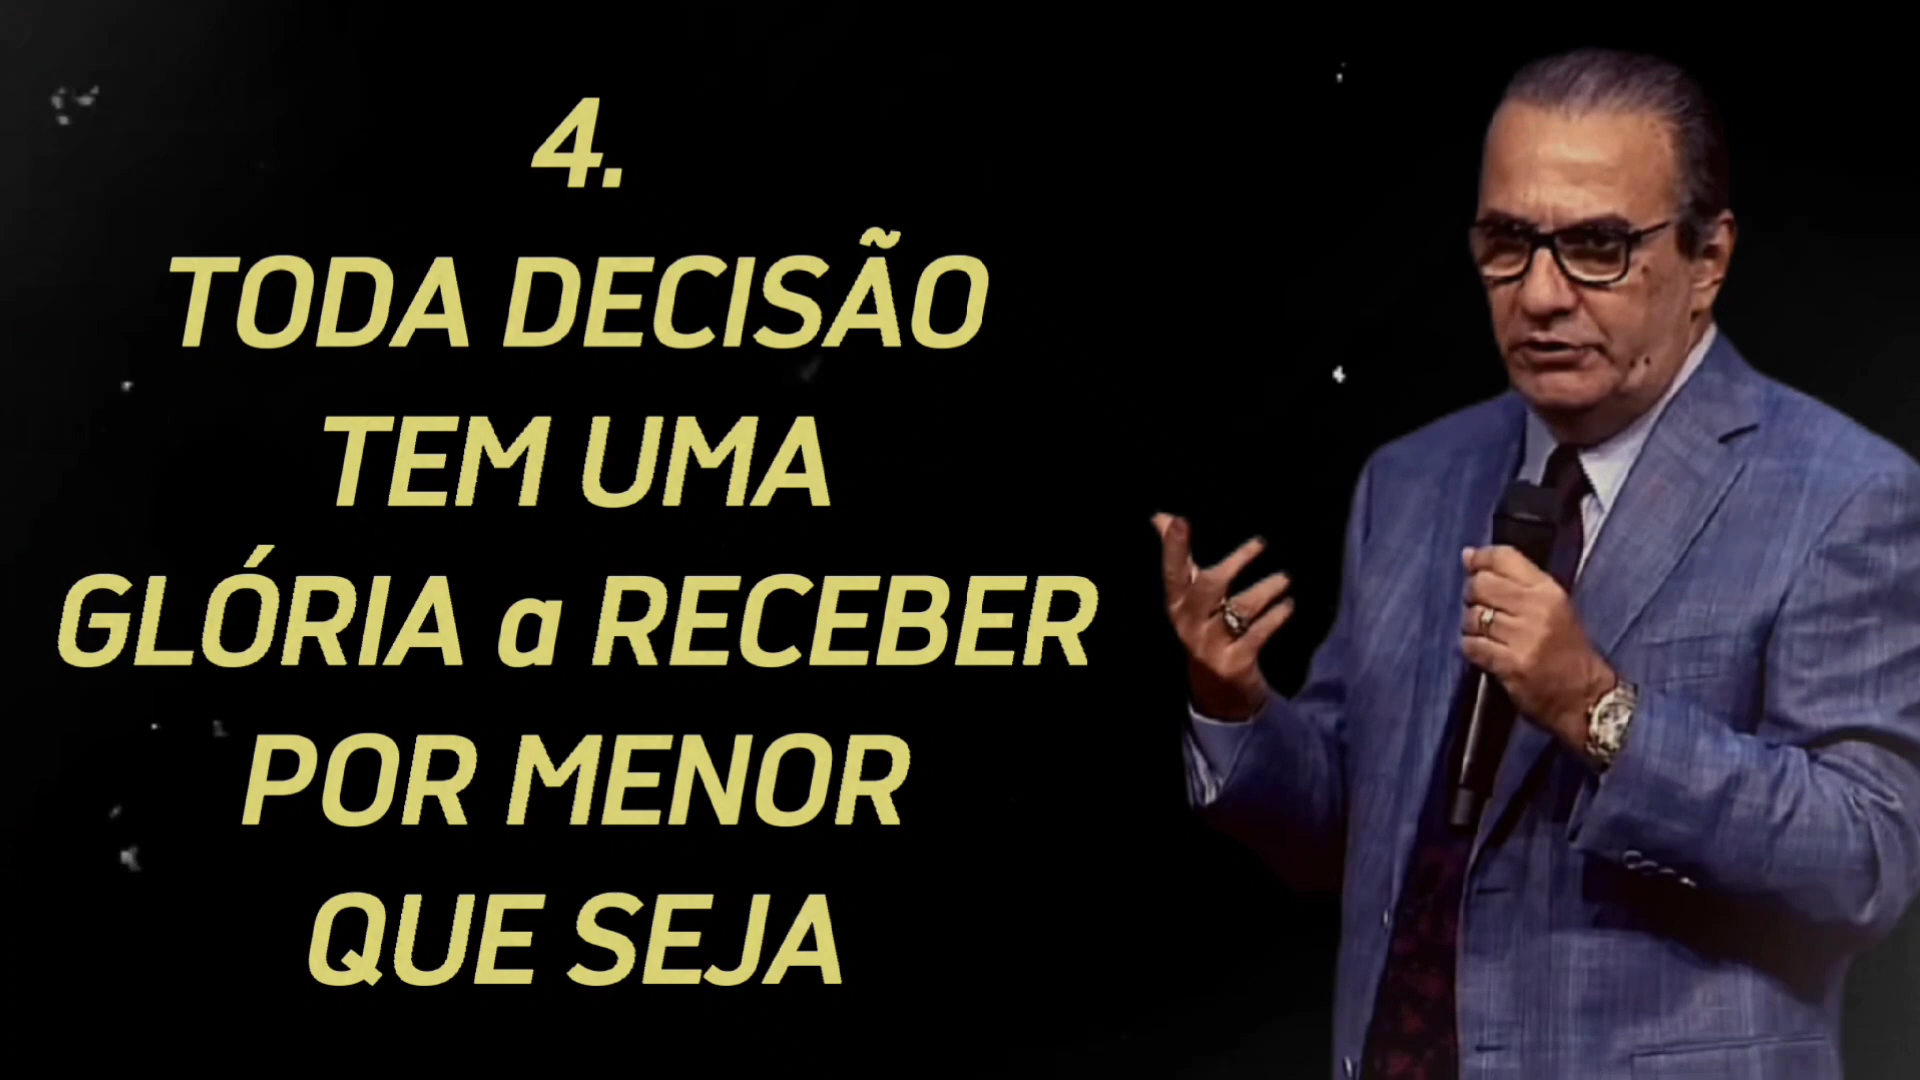 4.
TODA DECISÃO
TEM UMA
GLÓRIA a RECEBER
POR MENOR
QUE SEJA